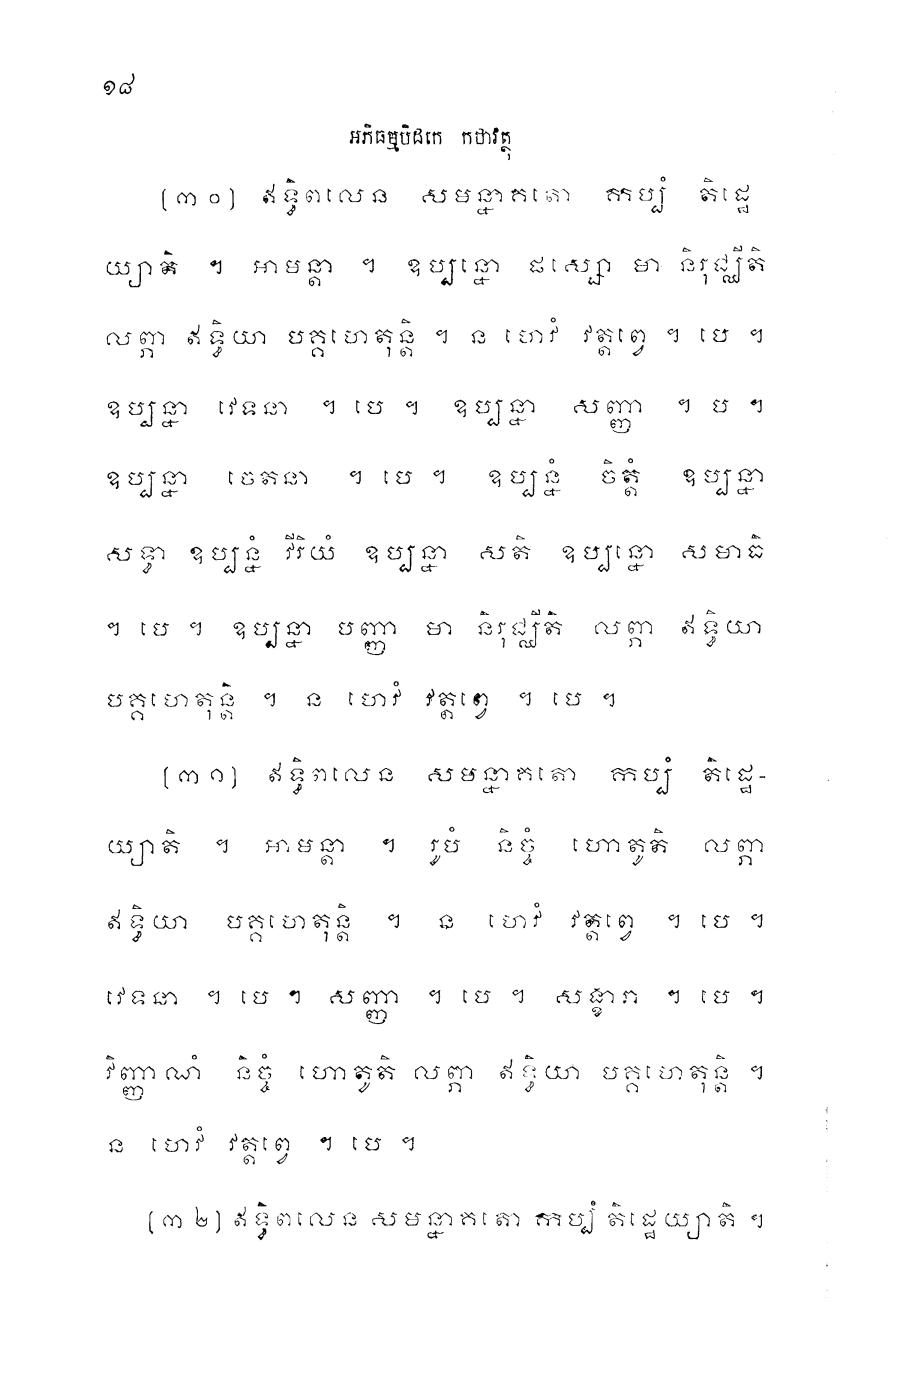 ១៨
អភិធម្មបិដកេ កថាវត្ថុ
(៣០) ឥទ្ធិពលេន សមន្នាគតោ កប្បំ តិដ្ឋេ
យ្យាតិ ។ អាមន្តា ។ ឧប្បន្នោ ផស្សោ មា និរុជ្ឈីតិ
លព្ភា ឥទ្ធិយា បគ្គហេតុន្តិ ។ ន ហេវំ វត្តព្វេ ។ បេ ។
ឧប្បន្នា វេទនា ។ បេ ។ ឧប្បន្នា សញ្ញា ។ ប ។
ឧប្បន្នា ចេតនា ។ បេ ។ ឧប្បន្នំ ចិត្តំ ឧប្បន្នា
សទ្ធា ឧប្បន្នំ វីរិយំ ឧប្បន្នា សតិ ឧប្បន្នោ សមាធិ
។ បេ ។ ឧប្បន្នា បញ្ញា មា និរុជ្ឈីតិ លព្ភា ឥទ្ធិយា
បគ្គហេតុន្តិ ។ ន ហេវំ វត្តព្វេ ។ បេ ។
(៣១) ឥទ្ធិពលេន សមន្នាគតោ កប្បំ តិដ្ឋេ-
យ្យាតិ ។ អាមន្តា ។ រូបំ និច្ចំ ហោតូតិ លព្ភា
ឥទ្ធិយា បគ្គហេតុន្តិ ។ ន ហេវំ វត្តព្វេ ។ បេ ។
វេទនា ។ បេ ។ សញ្ញា ។ បេ ។ សង្ខារា ។ បេ ។
វិញ្ញាណំ និច្ចំ ហោតូតិ លព្ភា ឥទ្ធិយា បគ្គហេតុន្តិ ។
ន ហេវំ វត្តព្វេ ។ បេ ។
(៣២) ឥទ្ធិពលេន សមន្នាគតោ កប្បំ តិដ្ឋេយ្យាតិ ។